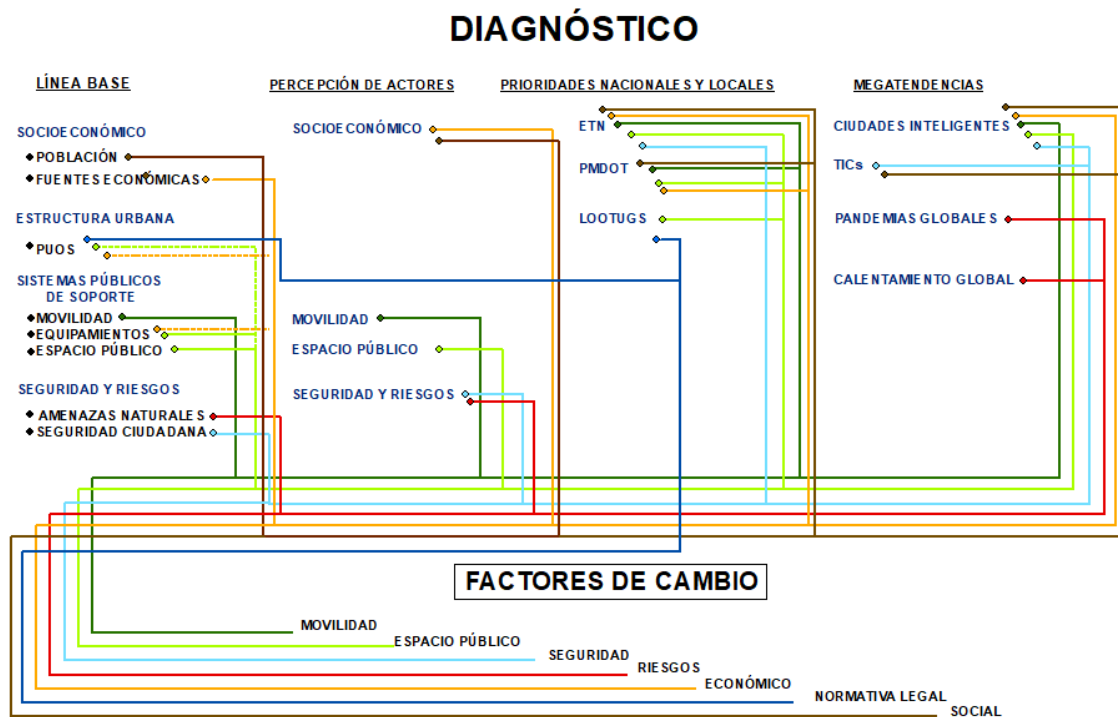 DIAGNÓSTICO
LÍNEA BASE
SOCIOECONÓMICO
POBLACIÓN
FUENTES ECONÓMICAS
ESTRUCTURA URBANA
PUOS
SISTEMAS PÚBLICOS
DE SOPORTE
MOVILIDAD
EQUIPAMIENTOS
ESPACIO PÚBLICO
SEGURIDAD Y RIESGOS
AMENAZAS NATURALES
SEGURIDAD CIUDADANA
PERCEPCIÓN DE ACTORES
SOCIOECONÓMICO
MOVILIDAD
ESPACIO PÚBLICO
SEGURIDAD Y RIESGOS
PRIORIDADES NACIONALES Y LOCALES
ETN
PMDOT
LOOTUGS
MEGATENDENCIAS
CIUDADES INTELIGENTES
TICs
PANDEMIAS GLOBALES
CALENTAMIENTO GLOBAL
FACTORES DE CAMBIO
MOVILIDAD
ESPACIO PÚBLICO
SEGURIDAD
RIESGOS
ECONÓMICO
NORMATIVA LEGAL
SOCIAL